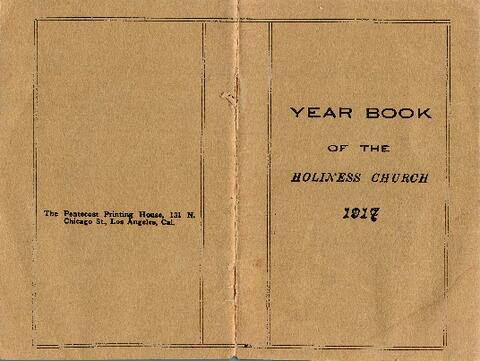 The Pentecost Printing House, 131 N.
Chicago St., Los Angeles, Cal.
YEAR BOOK
OF THE
HOLINESS CHURCH
1917